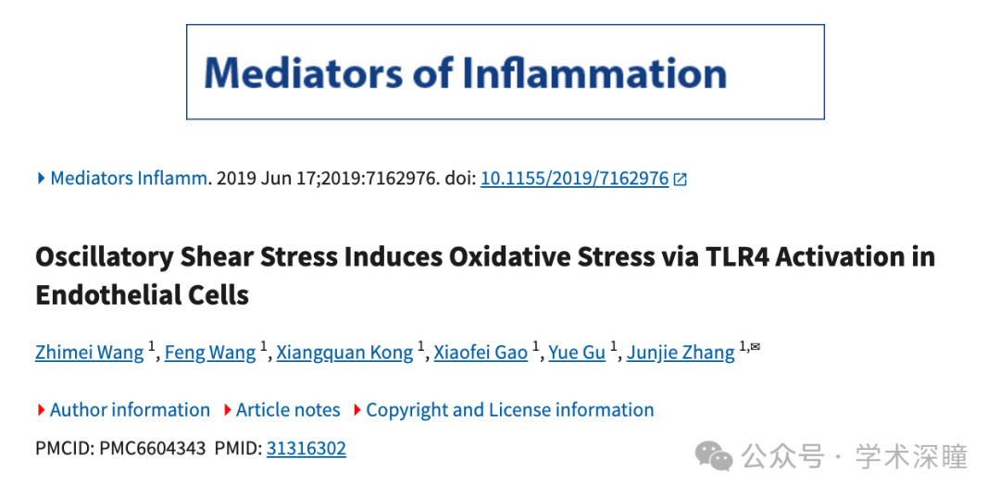 Mediators of Inflammation
Mediators Inflamm. 2019 Jun 17;2019:7162976. doi: 10.1155/2019/7162976
Oscillatory Shear Stress Induces Oxidative Stress via TLR4 Activation in
Endothelial Cells
Zhimei Wang 1, Feng Wang 1, Xiangquan Kong 1, Xiaofei Gao 1, Yue Gu 1, Junjie Zhang 1,✉
Author information Article notes Copyright and License information
PMCID: PMC6604343 PMID: 31316302
公众号 · 学术深瞳